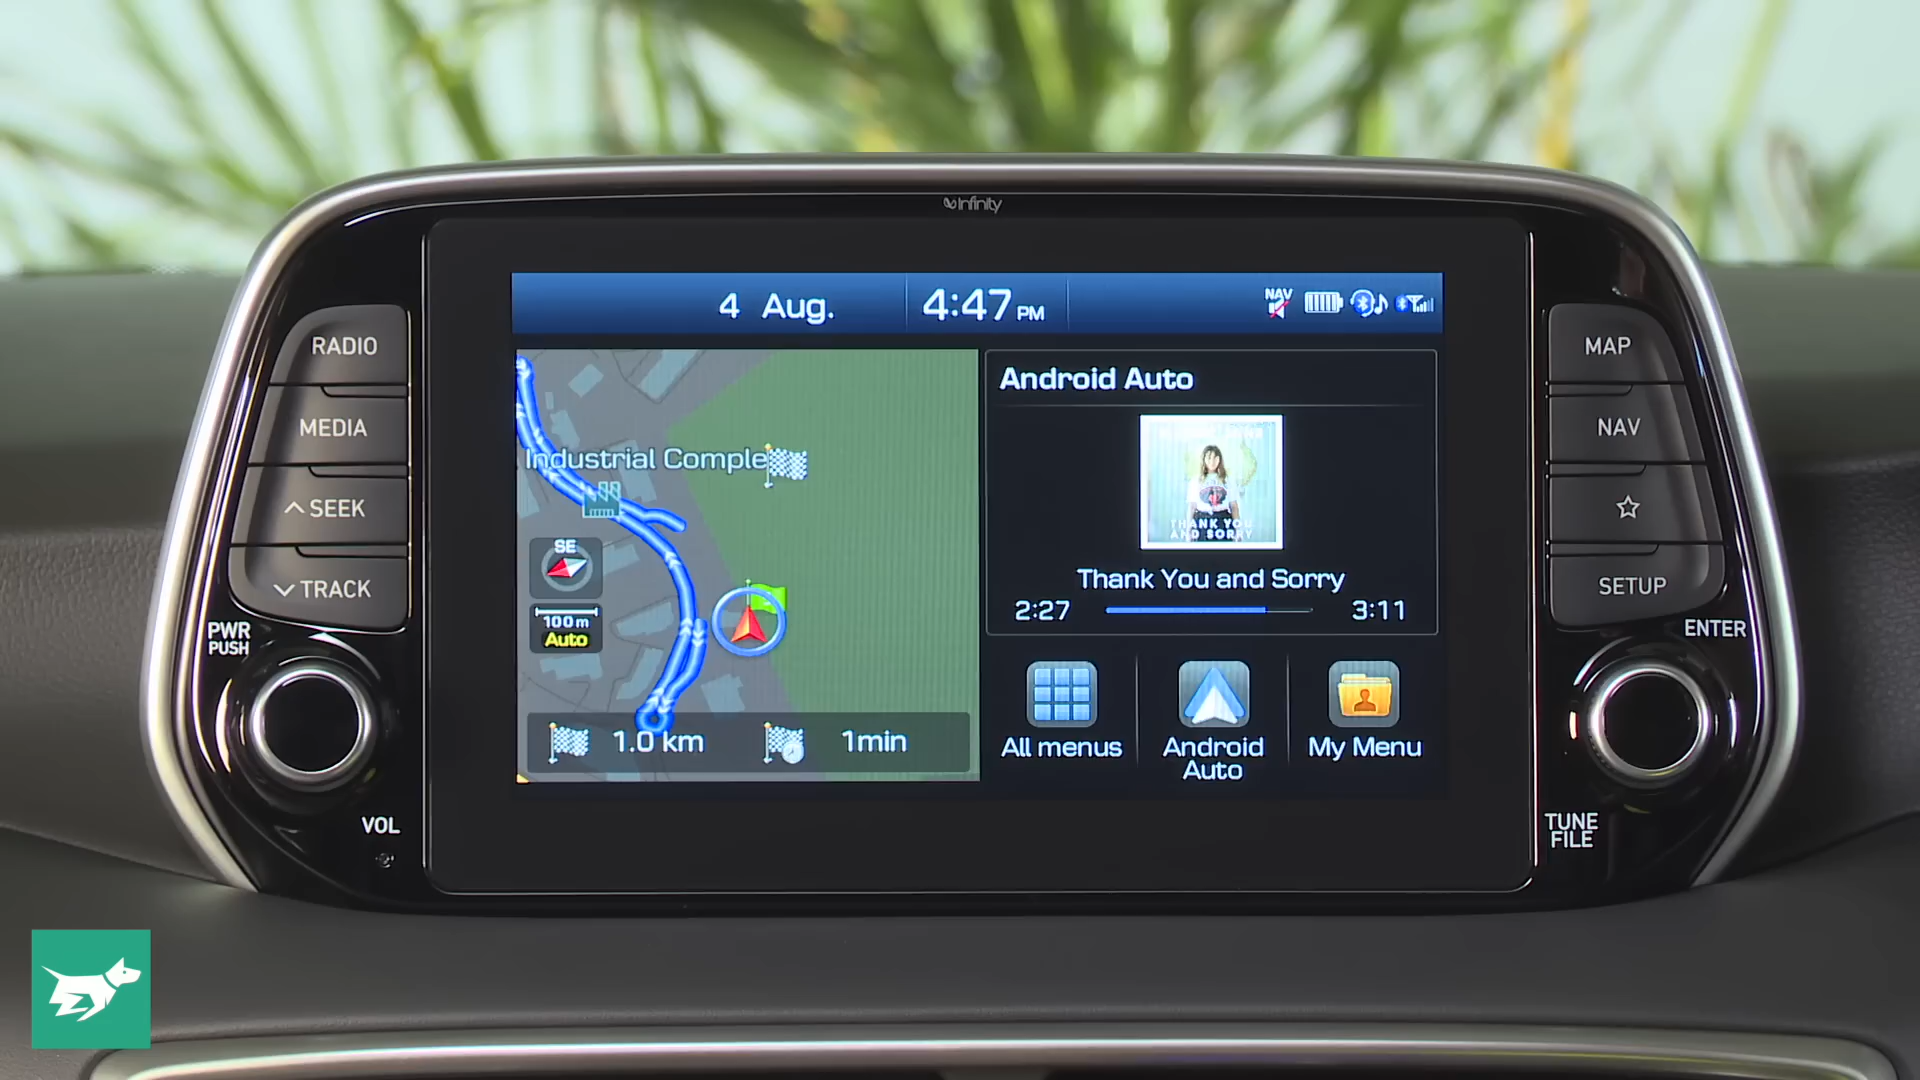 Infinity
RADIO
MEDIA
SEEK
TRACK
PWR
PUSH
VOL
4 Aug.
4:47 PM
NAV
Industrial Comple
SE
100m
Auto
1.0 km
1min
Android Auto
THANK YOU
AND SORRY
Thank You and Sorry
2:27
3:11
All menus
Android
Auto
My Menu
MAP
NAV
SETUP
ENTER
TUNE
FILE